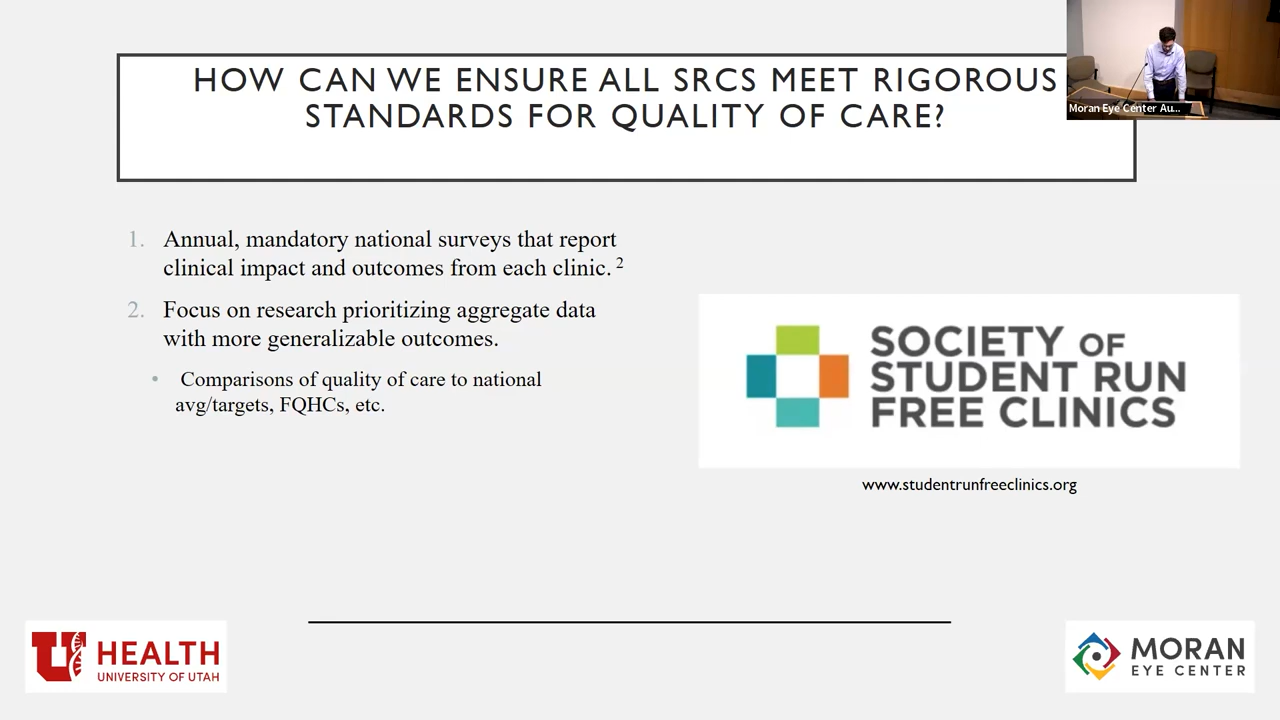 HOW CAN WE ENSURE ALL SRCS MEET RIGOROUS
STANDARDS FOR QUALITY OF CARE?
Moran Eye Center Au...
1. Annual, mandatory national surveys that report
clinical impact and outcomes from each clinic. 2
2. Focus on research prioritizing aggregate data
with more generalizable outcomes.
• Comparisons of quality of care to national
avg/targets, FQHCs, etc.
SOCIETY OF
STUDENT RUN
FREE CLINICS
www.studentrunfreeclinics.org
U HEALTH
UNIVERSITY OF UTAH
MORAN
EYE CENTER